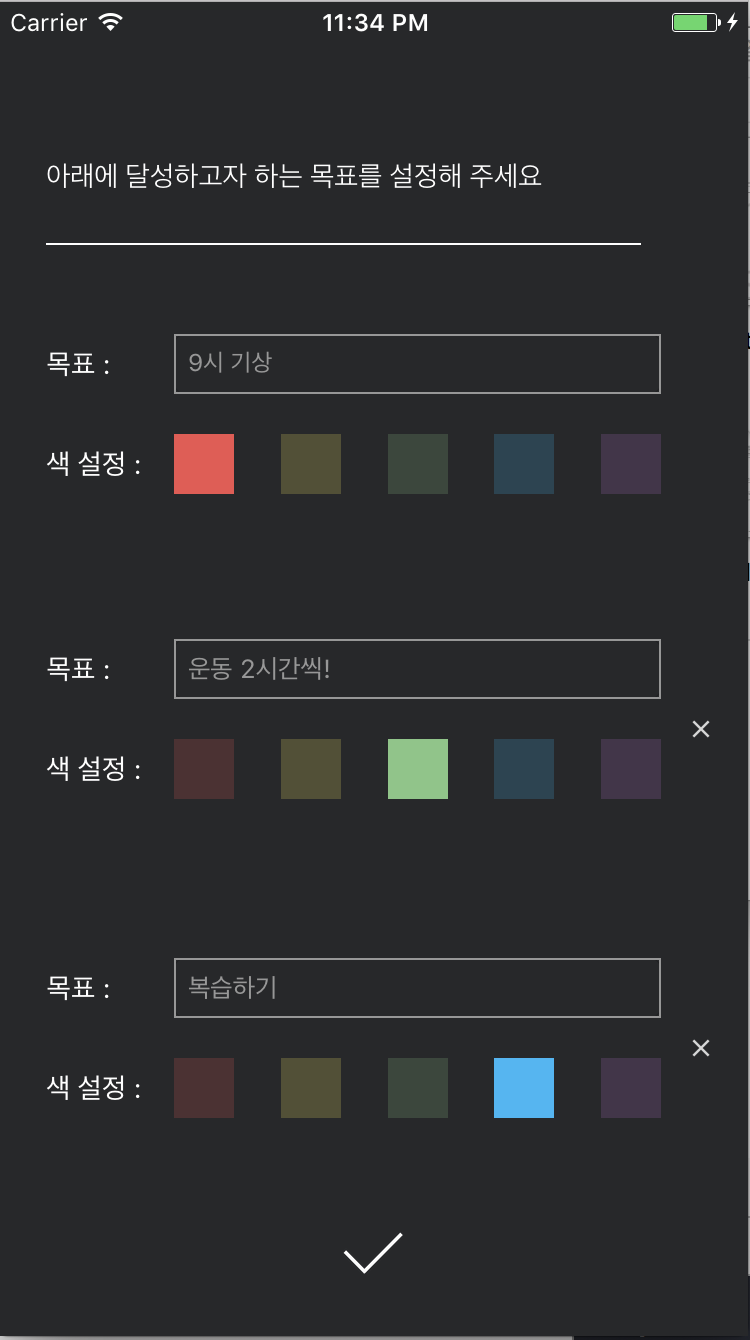 Carrier 11:34 PM
아래에 달성하고자 하는 목표를 설정해 주세요
목표 : 9시 기상
색 설정 :
목표 : 운동 2시간씩!
색 설정 :
목표 : 복습하기
색 설정 :